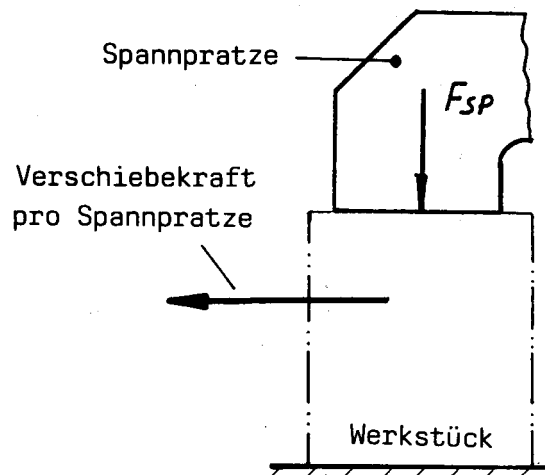 Spannpratze
F_SP
Verschiebekraft
pro Spannpratze
Werkstück